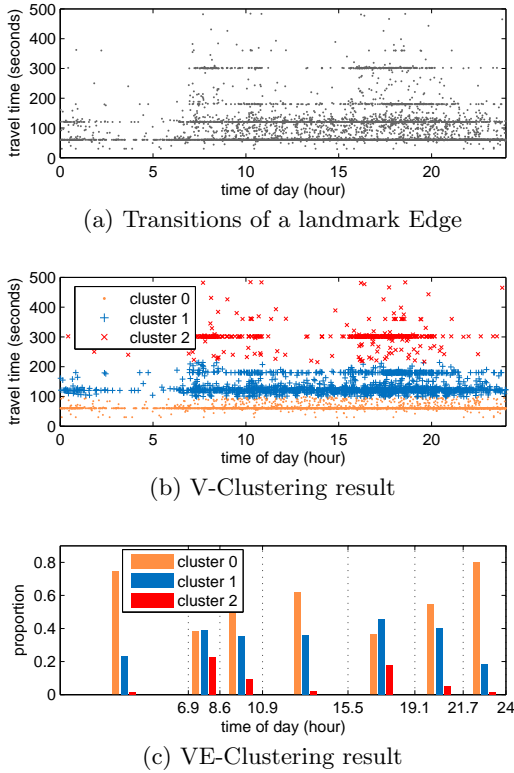 500
400
300
200
100
0
travel time (seconds)
0 5 10 15 20
time of day (hour)
(a) Transitions of a landmark Edge
500
400
300
200
100
0
travel time (seconds)
cluster 0
cluster 1
cluster 2
0 5 10 15 20
time of day (hour)
(b) V-Clustering result
0.8
0.6
0.4
0.2
0
proportion
cluster 0
cluster 1
cluster 2
6.9 8.6 10.9 15.5 19.1 21.7 24
time of day (hour)
(c) VE-Clustering result